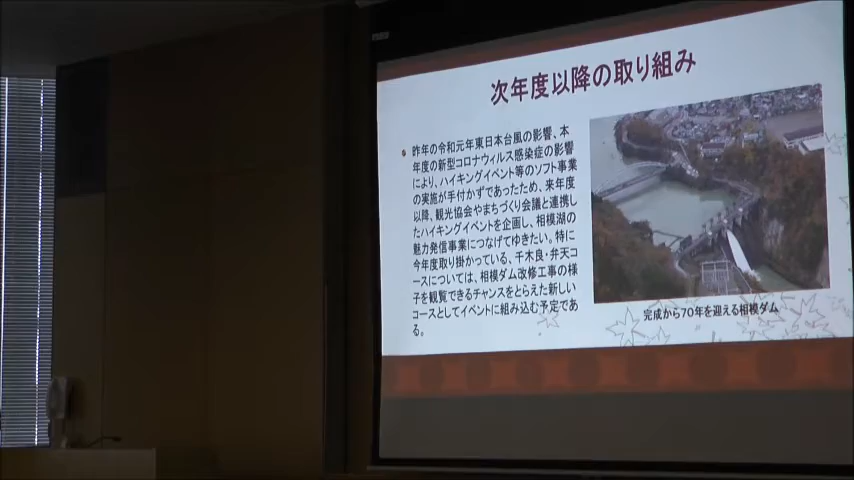 次年度以降の取り組み
昨年の令和元年東日本台風の影響、本
年度の新型コロナウィルス感染症の影響
により、ハイキングイベント等のソフト事業
の実施が手付かずであったため、来年度
以降、観光協会やまちづくり会議と連携し
たハイキングイベントを企画し、相模湖の
魅力発信事業につなげてゆきたい。特に
今年度取り掛かっている、千木良・弁天コ
ースについては、相模ダム改修工事の様
子を観覧できるチャンスをとらえた新しい
コースとしてイベントに組み込む予定であ
る。
完成から70年を迎える相模ダム